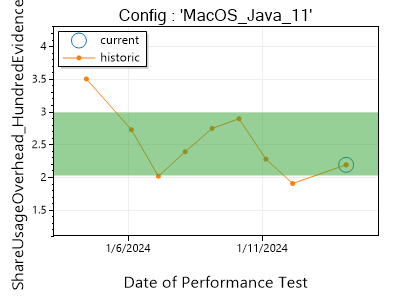 Config : 'MacOS_Java_11'
ShareUsageOverhead_HundredEvidence
current
historic
4
3.5
3
2.5
2
1.5
1/6/2024
1/11/2024
Date of Performance Test